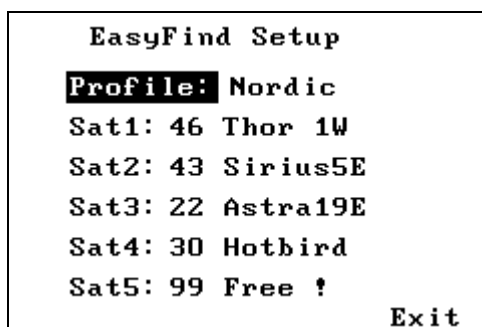 EasyFind Setup
Profile: Nordic
Sat1: 46 Thor 1W
Sat2: 43 Sirius5E
Sat3: 22 Astra19E
Sat4: 30 Hotbird
Sat5: 99 Free !
Exit